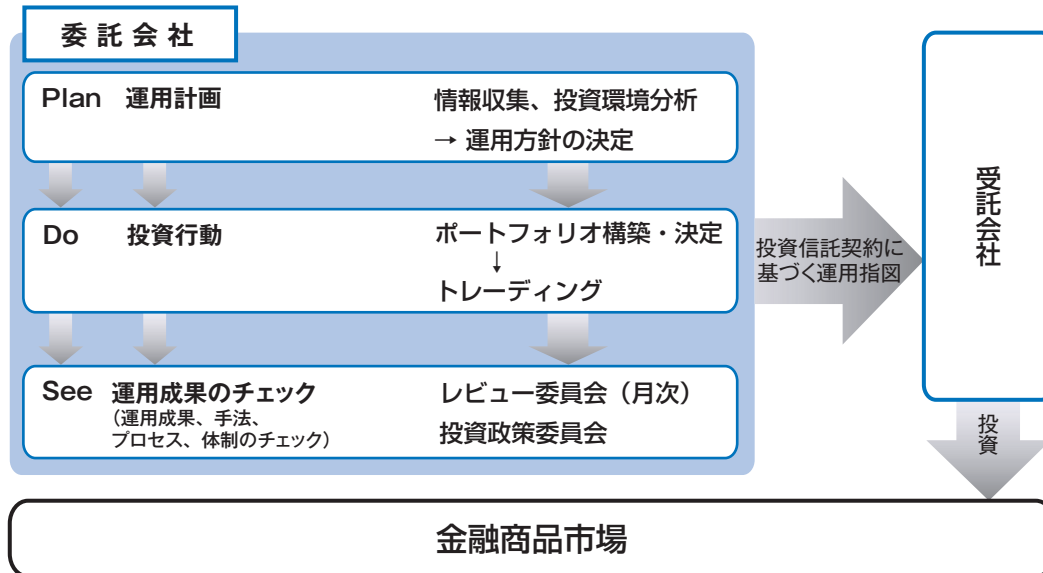 委託会社
Plan 運用計画
情報収集、投資環境分析
→ 運用方針の決定
Do 投資行動
ポートフォリオ構築・決定
↓
トレーディング
See 運用成果のチェック
(運用成果、手法、
プロセス、体制のチェック)
レビュー委員会（月次）
投資政策委員会
投資信託契約に
基づく運用指図
受託会社
投資
金融商品市場